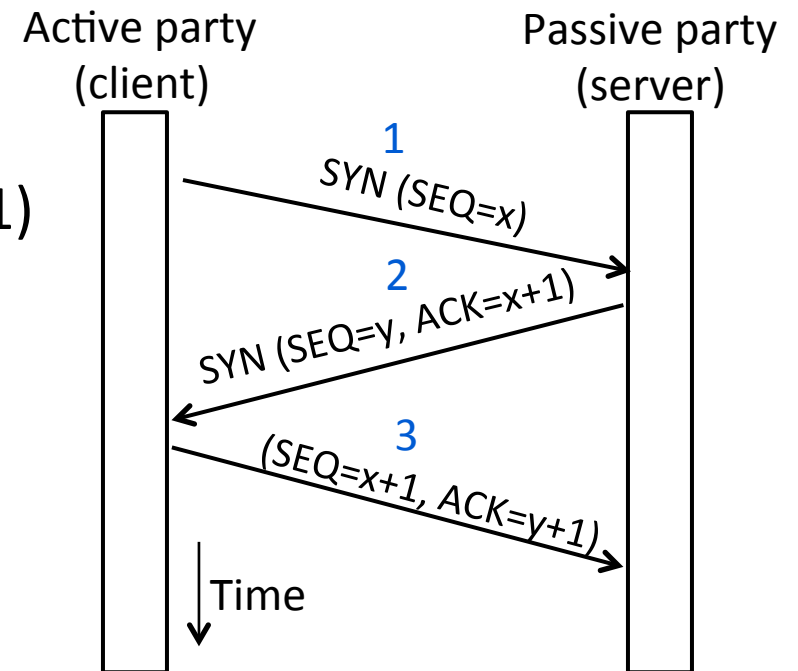 Active party
(client)
Passive party
(server)
1
SYN (SEQ=x)
1)
2
SYN (SEQ=y, ACK=x+1)
3
(SEQ=x+1, ACK=y+1)
Time